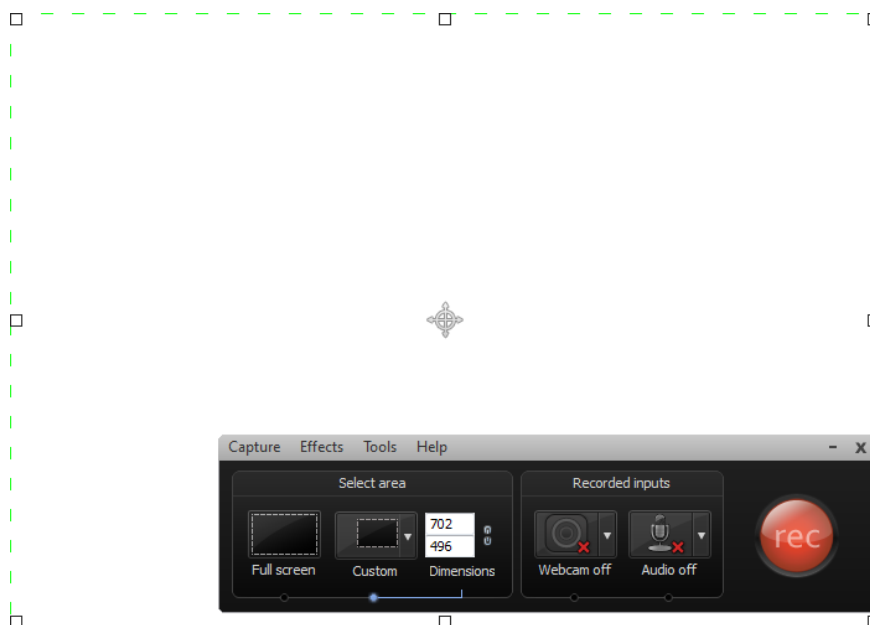 Capture Effects Tools Help
Select area
Recorded inputs
702
496
rec
Full screen Custom Dimensions
Webcam off Audio off